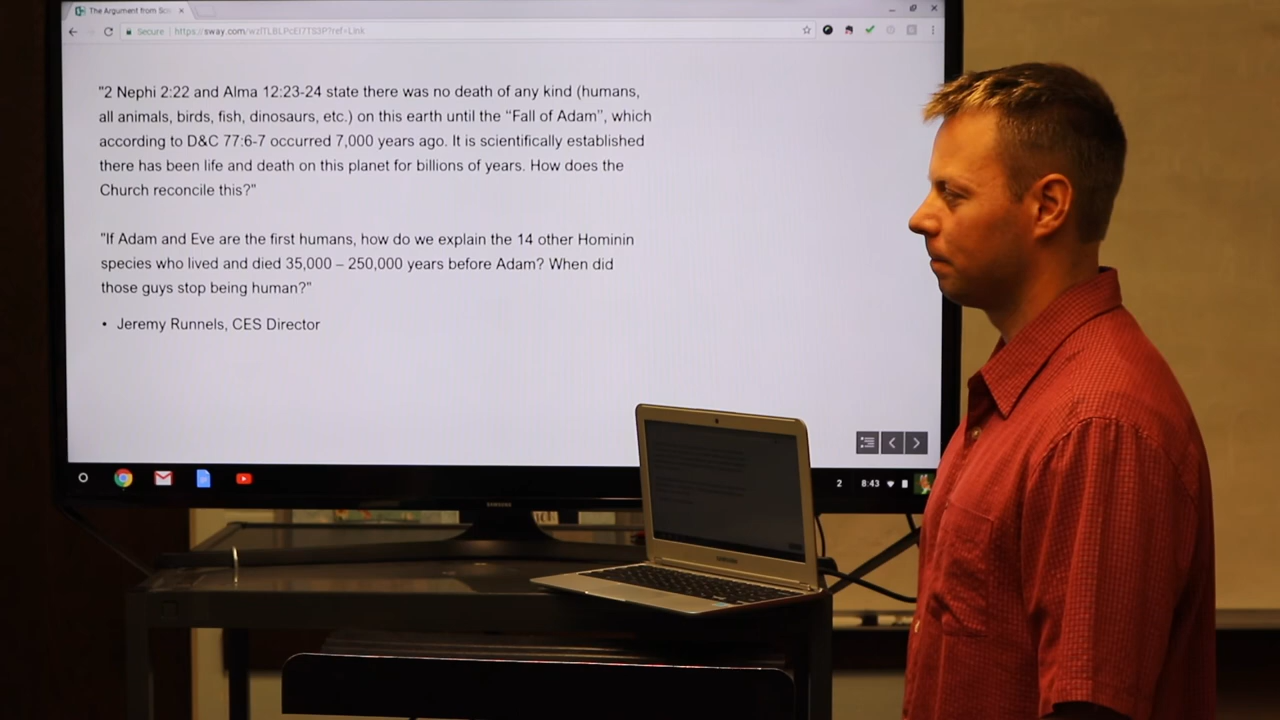 The Argument from Sci
Secure https://sway.com/wzlTLBLPcEl7TS3P?ref=Link
"2 Nephi 2:22 and Alma 12:23-24 state there was no death of any kind (humans,
all animals, birds, fish, dinosaurs, etc.) on this earth until the “Fall of Adam”, which
according to D&C 77:6-7 occurred 7,000 years ago. It is scientifically established
there has been life and death on this planet for billions of years. How does the
Church reconcile this?"
"If Adam and Eve are the first humans, how do we explain the 14 other Hominin
species who lived and died 35,000 – 250,000 years before Adam? When did
those guys stop being human?"
• Jeremy Runnels, CES Director
2 8:43
SAMSUNG
SAMSUNG